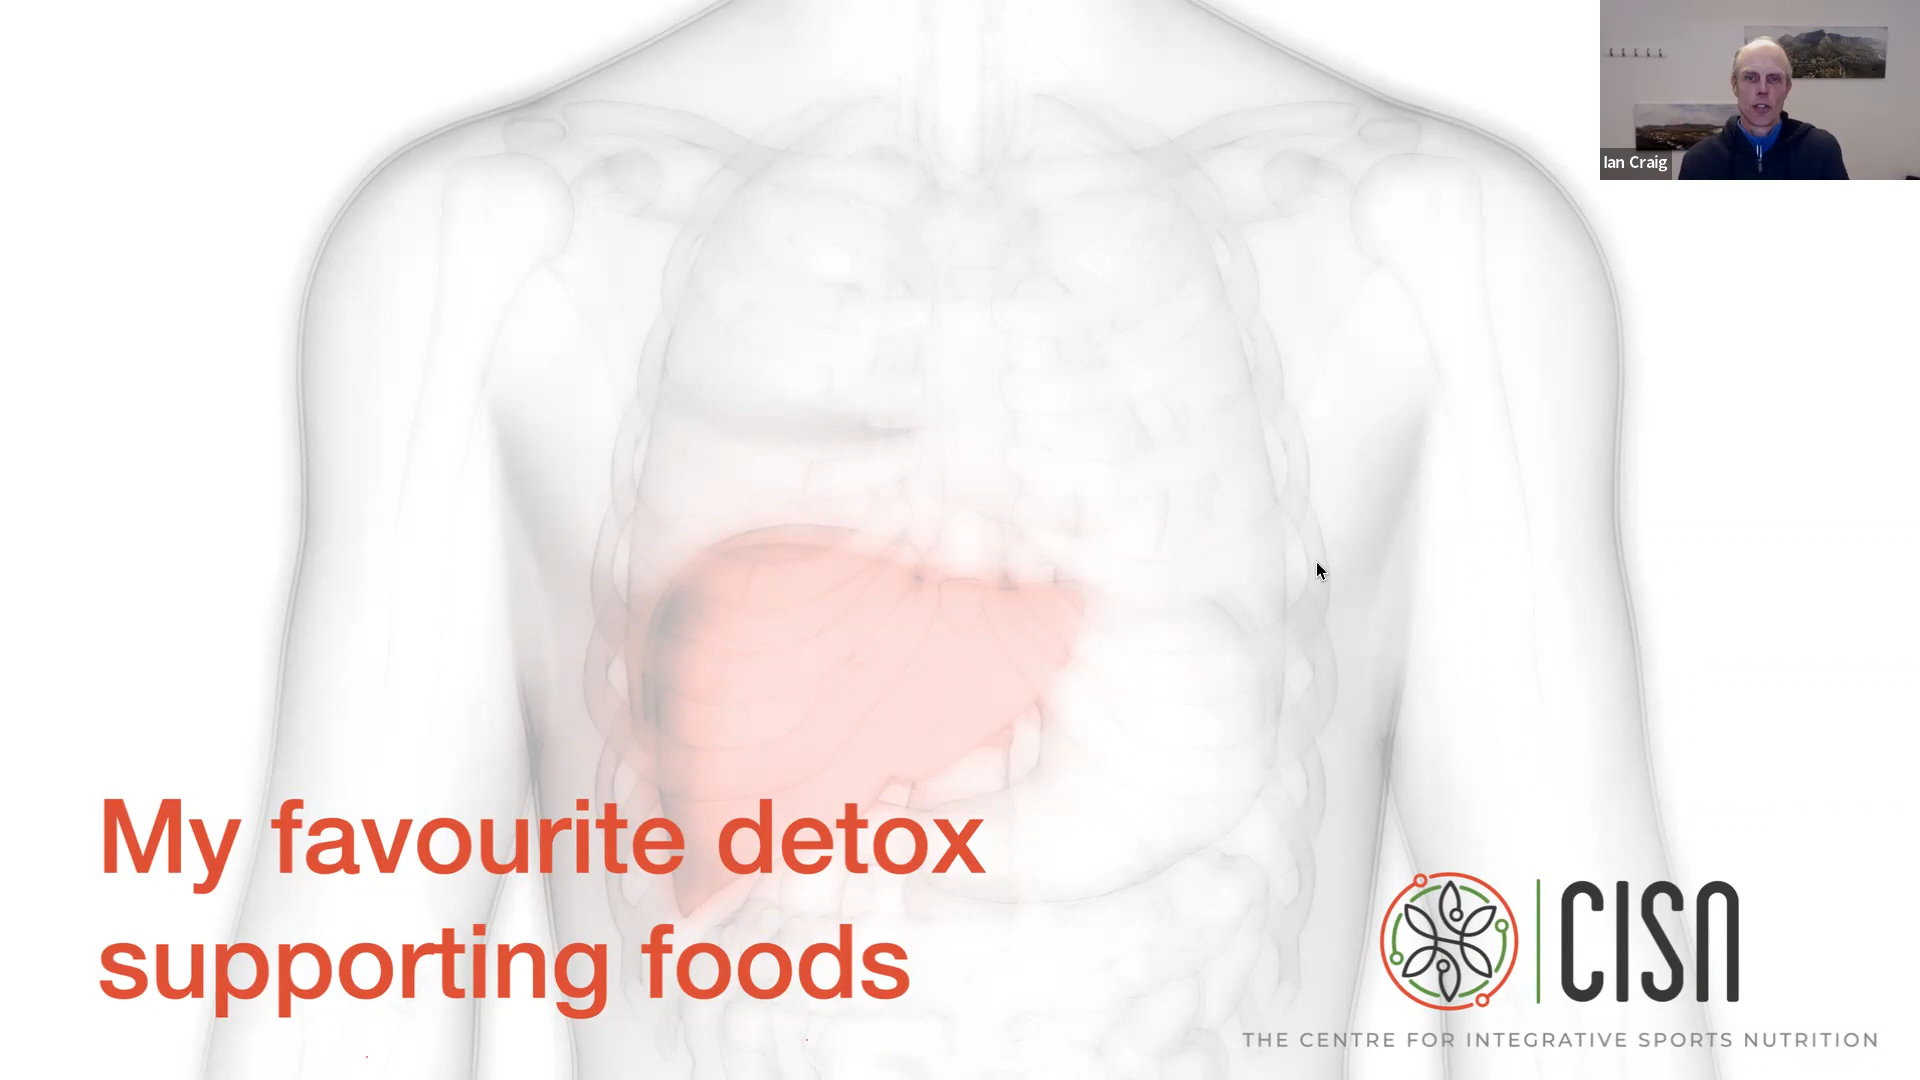 Ian Craig
My favourite detox
supporting foods
CISN
THE CENTRE FOR INTEGRATIVE SPORTS NUTRITION